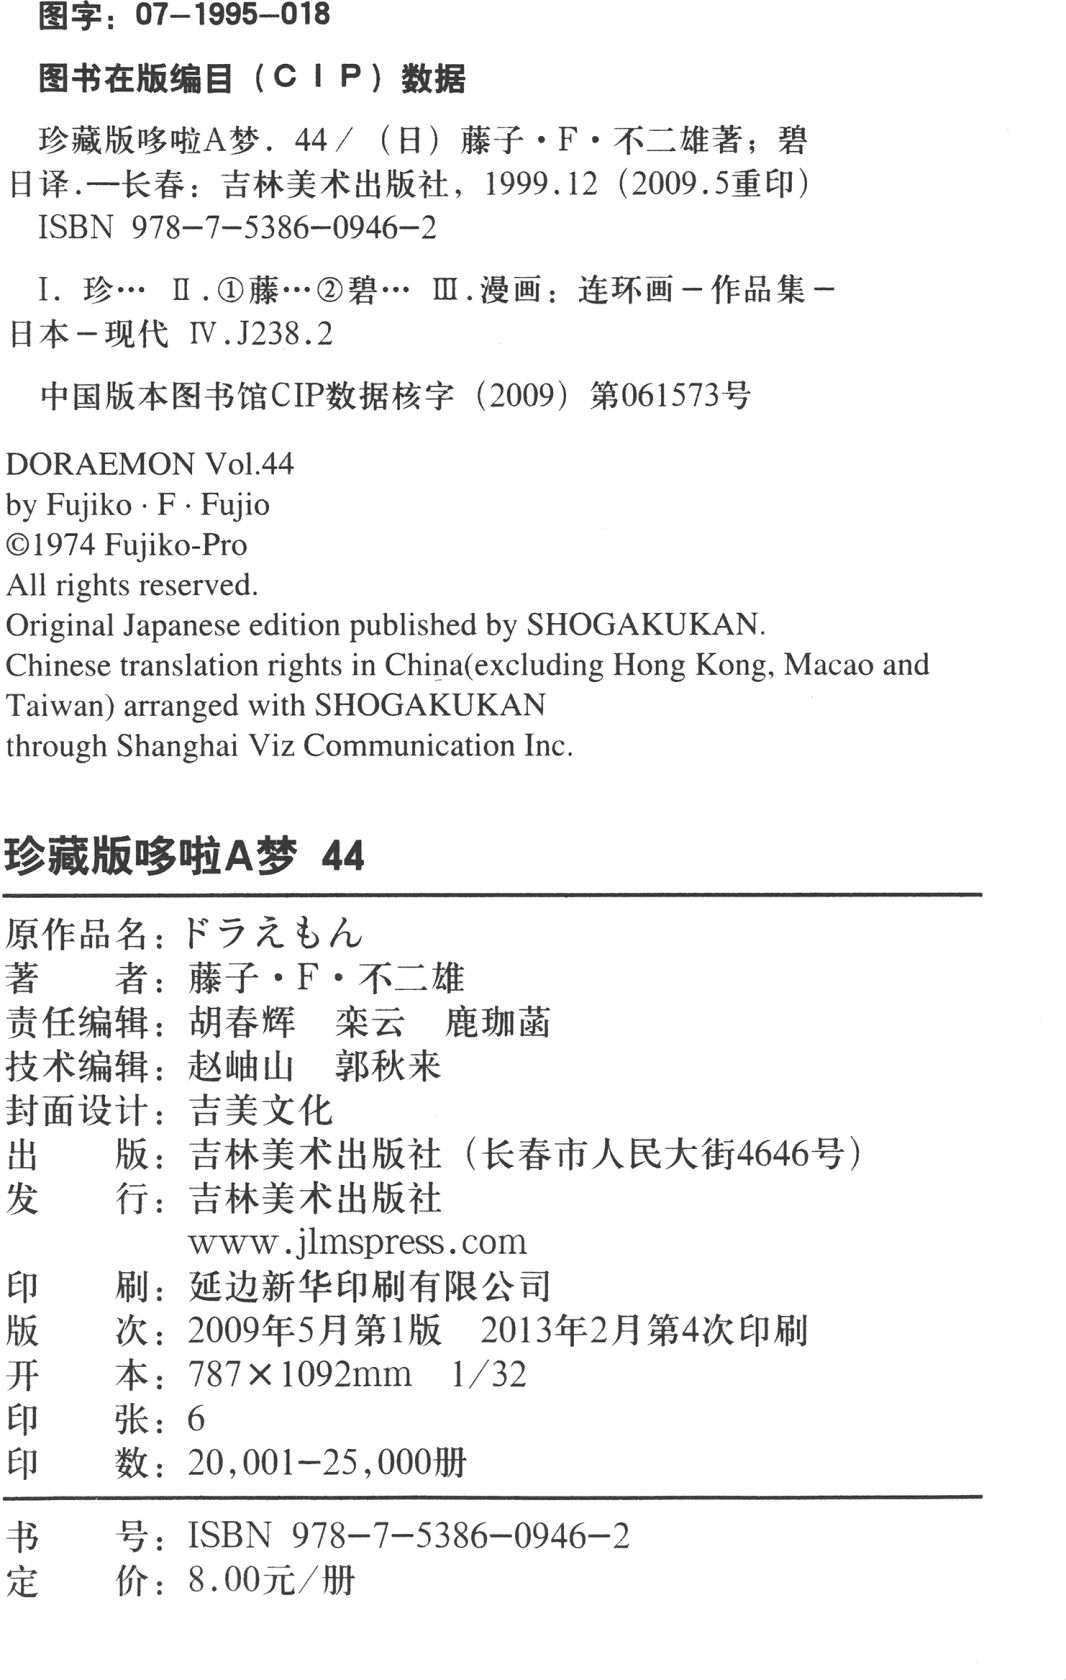 图字：07—1995—018
图书在版编目（CIP）数据
珍藏版哆啦A梦．44／（日）藤子・F・不二雄著；碧
日译.—长春：吉林美术出版社，1999.12（2009.5重印）
ISBN 978—7—5386—0946—2
Ⅰ．珍… Ⅱ.①藤…②碧… Ⅲ.漫画：连环画－作品集－
日本－现代 Ⅳ.J238.2
中国版本图书馆CIP数据核字（2009）第061573号
DORAEMON Vol.44
by Fujiko · F · Fujio
©1974 Fujiko-Pro
All rights reserved.
Original Japanese edition published by SHOGAKUKAN.
Chinese translation rights in China(excluding Hong Kong, Macao and
Taiwan) arranged with SHOGAKUKAN
through Shanghai Viz Communication Inc.
珍藏版哆啦A梦 44
原作品名：ドラえもん
著　　者：藤子・F・不二雄
责任编辑：胡春辉　栾云　鹿珈菡
技术编辑：赵岫山　郭秋来
封面设计：吉美文化
出　　版：吉林美术出版社（长春市人民大街4646号）
发　　行：吉林美术出版社
www.jlmspress.com
印　　刷：延边新华印刷有限公司
版　　次：2009年5月第1版　2013年2月第4次印刷
开　　本：787×1092mm　1/32
印　　张：6
印　　数：20,001—25,000册
书　　号：ISBN 978—7—5386—0946—2
定　　价：8.00元/册